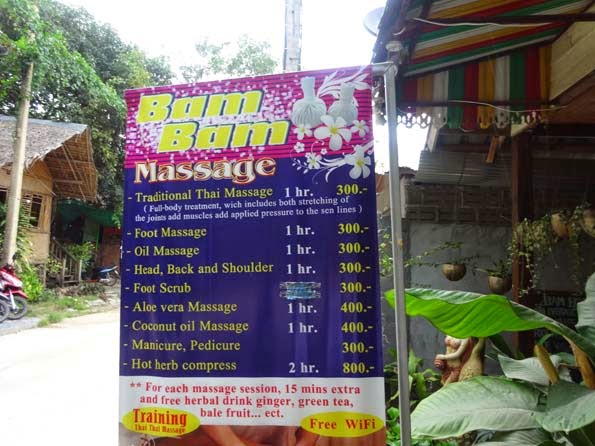 Bam
Bam
Massage
- Traditional Thai Massage 1 hr. 300.-
( Full-body treatment, wich includes both stretching of
the joints add muscles add applied pressure to the sen lines )
- Foot Massage 1 hr. 300.-
- Oil Massage 1 hr. 300.-
- Head, Back and Shoulder 1 hr. 300.-
- Foot Scrub 300.-
- Aloe vera Massage 1 hr. 400.-
- Coconut oil Massage 1 hr. 400.-
- Manicure, Pedicure 300.-
- Hot herb compress 2 hr. 800.-
** For each massage session, 15 mins extra
and free herbal drink ginger, green tea,
bale fruit... ect.
Training
Thai Thai Massage
Free WiFi